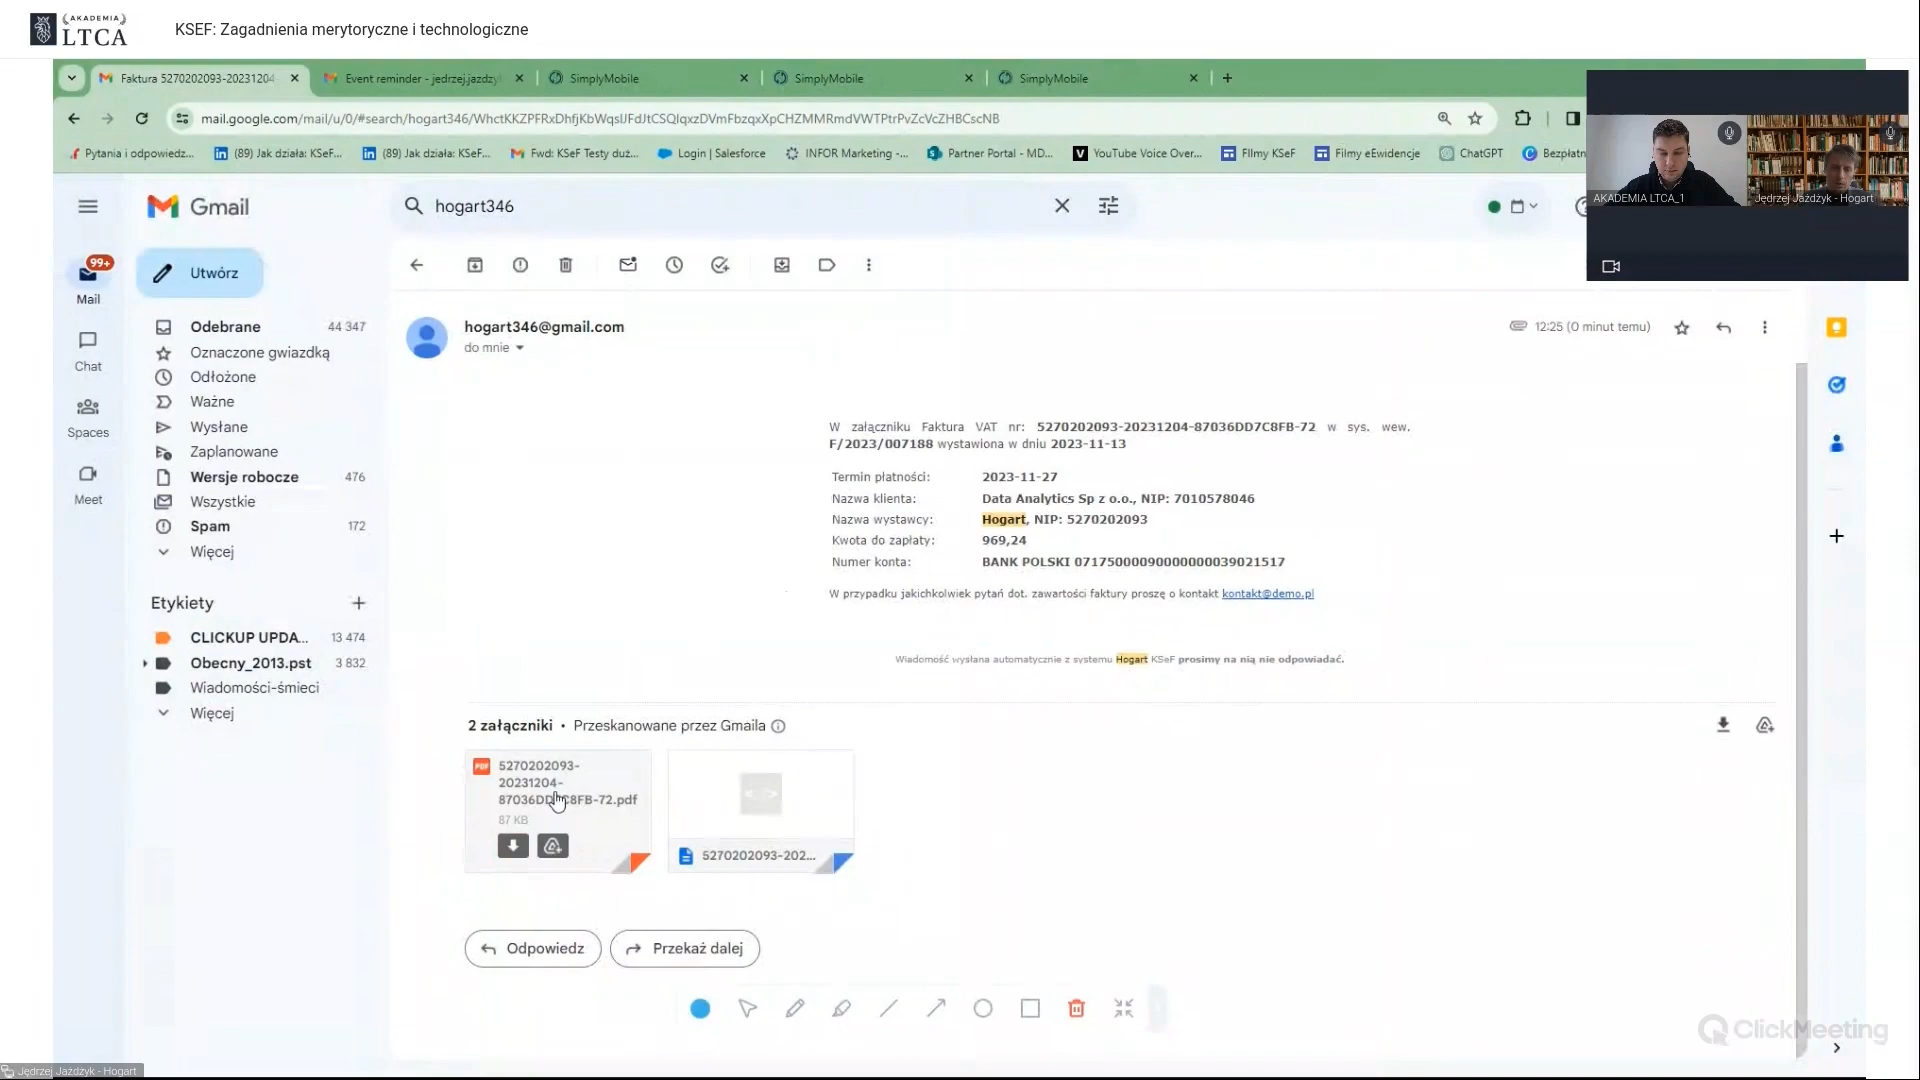 (AKADEMIA)
LTCA
KSEF: Zagadnienia merytoryczne i technologiczne
Faktura 5270202093-20231204
Event reminder - jedrzej.jazdzy
SimplyMobile
SimplyMobile
SimplyMobile
mail.google.com/mail/u/0/#search/hogart346/
Pytania i odpowiedz...
(89) Jak działa: KSeF...
(89) Jak działa: KSeF...
Fwd: KSeF Testy duż...
Login | Salesforce
INFOR Marketing -...
Partner Portal - MD...
YouTube Voice Over...
FIlmy KSeF
Filmy eEwidencje
ChatGPT
Bezpłatn
AKADEMIA LTCA_1
Jędrzej Jażdżyk - Hogart
Gmail
hogart346
99+
Mail
Chat
Spaces
Meet
Utwórz
Odebrane 44 347
Oznaczone gwiazdką
Odłożone
Ważne
Wysłane
Zaplanowane
Wersje robocze 476
Wszystkie
Spam 172
Więcej
Etykiety
CLICKUP UPDA... 13 474
Obecny_2013.pst 3 832
Wiadomości-śmieci
Więcej
hogart346@gmail.com
do mnie
12:25 (0 minut temu)
W załączniku Faktura VAT nr: 5270202093-20231204-87036DD7C8FB-72 w sys. wew.
F/2023/007188 wystawiona w dniu 2023-11-13
Termin płatności: 2023-11-27
Nazwa klienta: Data Analytics Sp z o.o., NIP: 7010578046
Nazwa wystawcy: Hogart, NIP: 5270202093
Kwota do zapłaty: 969,24
Numer konta: BANK POLSKI 07175000090000000039021517
W przypadku jakichkolwiek pytań dot. zawartości faktury proszę o kontakt kontakt@demo.pl
Wiadomość wysłana automatycznie z systemu Hogart KSeF prosimy na nią nie odpowiadać.
2 załączniki • Przeskanowane przez Gmaila
PDF
5270202093-
20231204-
87036DD7C8FB-72.pdf
87 KB
5270202093-202...
Odpowiedz
Przekaż dalej
ClickMeeting
Jędrzej Jażdżyk - Hogart